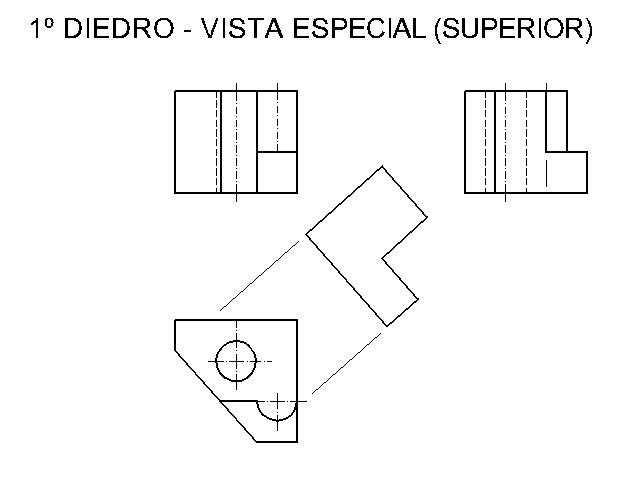 1º DIEDRO - VISTA ESPECIAL (SUPERIOR)